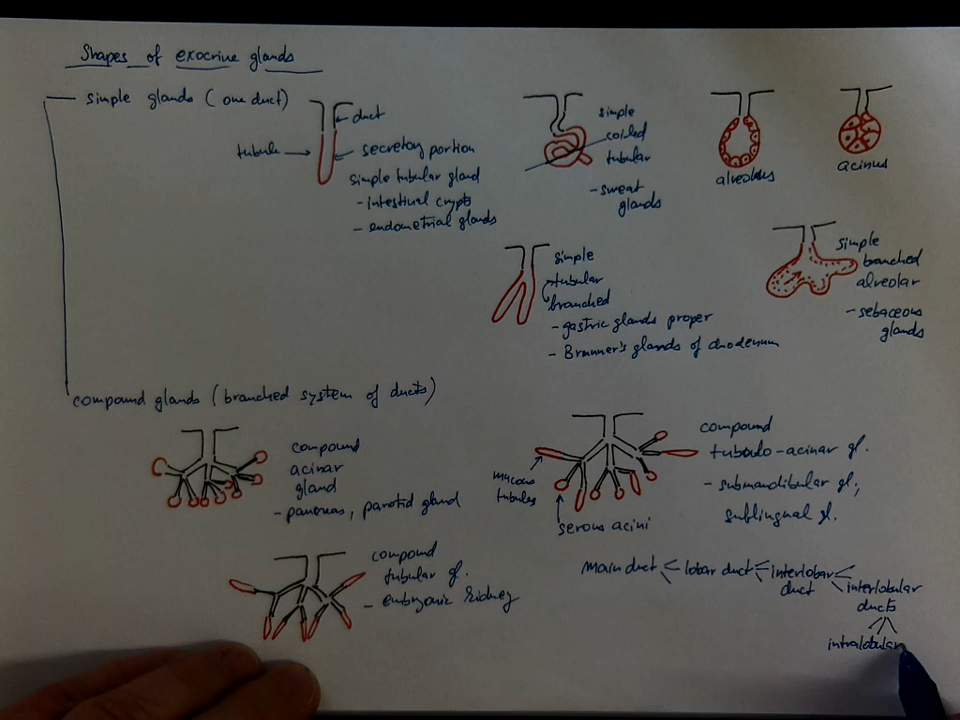 Shapes of exocrine glands
simple glands (one duct)
duct
tubule
secretory portion
simple tubular gland
- intestinal crypts
- endometrial glands
simple
coiled
tubular
- sweat
glands
alveolus
acinus
simple
tubular
branched
- gastric glands proper
- Brunner's glands of duodenum
simple
branched
alveolar
- sebaceous
glands
compound glands (branched system of ducts)
compound
acinar
gland
- pancreas, parotid gland
mucous
tubules
serous acini
compound
tubulo-acinar gl.
- submandibular gl,
sublingual gl.
compound
tubular gl.
- embryonic kidney
main duct < lobar duct < interlobar
duct
interlobular
ducts
intralobular